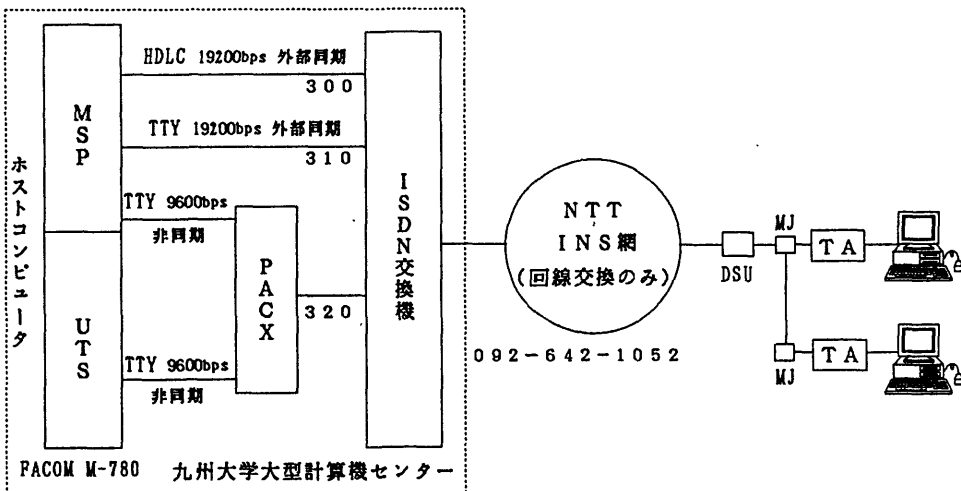 ホストコンピュータ
MSP
UTS
HDLC 19200bps 外部同期
300
TTY 19200bps 外部同期
310
TTY 9600bps
非同期
PACX
320
TTY 9600bps
非同期
ISDN交換機
FACOM M-780
九州大学大型計算機センター
NTT
INS網
(回線交換のみ)
092-642-1052
DSU
MJ
TA
MJ
TA